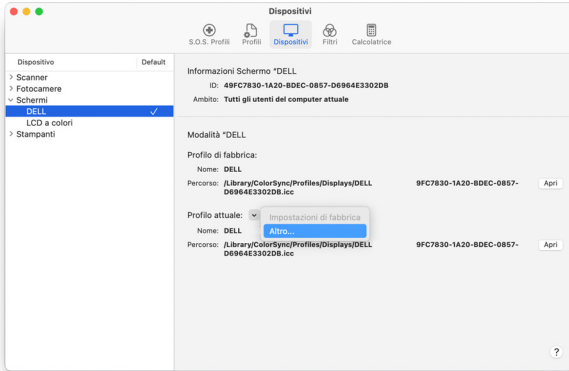 Dispositivi
S.O.S. Profili
Profili
Dispositivi
Filtri
Calcolatrice
Dispositivo
Default
Scanner
Fotocamere
Schermi
DELL
LCD a colori
Stampanti
Informazioni Schermo “DELL
ID: 49FC7830-1A20-BDEC-0857-D6964E3302DB
Ambito: Tutti gli utenti del computer attuale
Modalità “DELL
Profilo di fabbrica:
Nome: DELL
Percorso: /Library/ColorSync/Profiles/Displays/DELL 9FC7830-1A20-BDEC-0857-
D6964E3302DB.icc
Apri
Profilo attuale:
Impostazioni di fabbrica
Altro...
Nome: DELL
Percorso: /Library/ColorSync/Profiles/Displays/DELL 9FC7830-1A20-BDEC-0857-
D6964E3302DB.icc
Apri
?